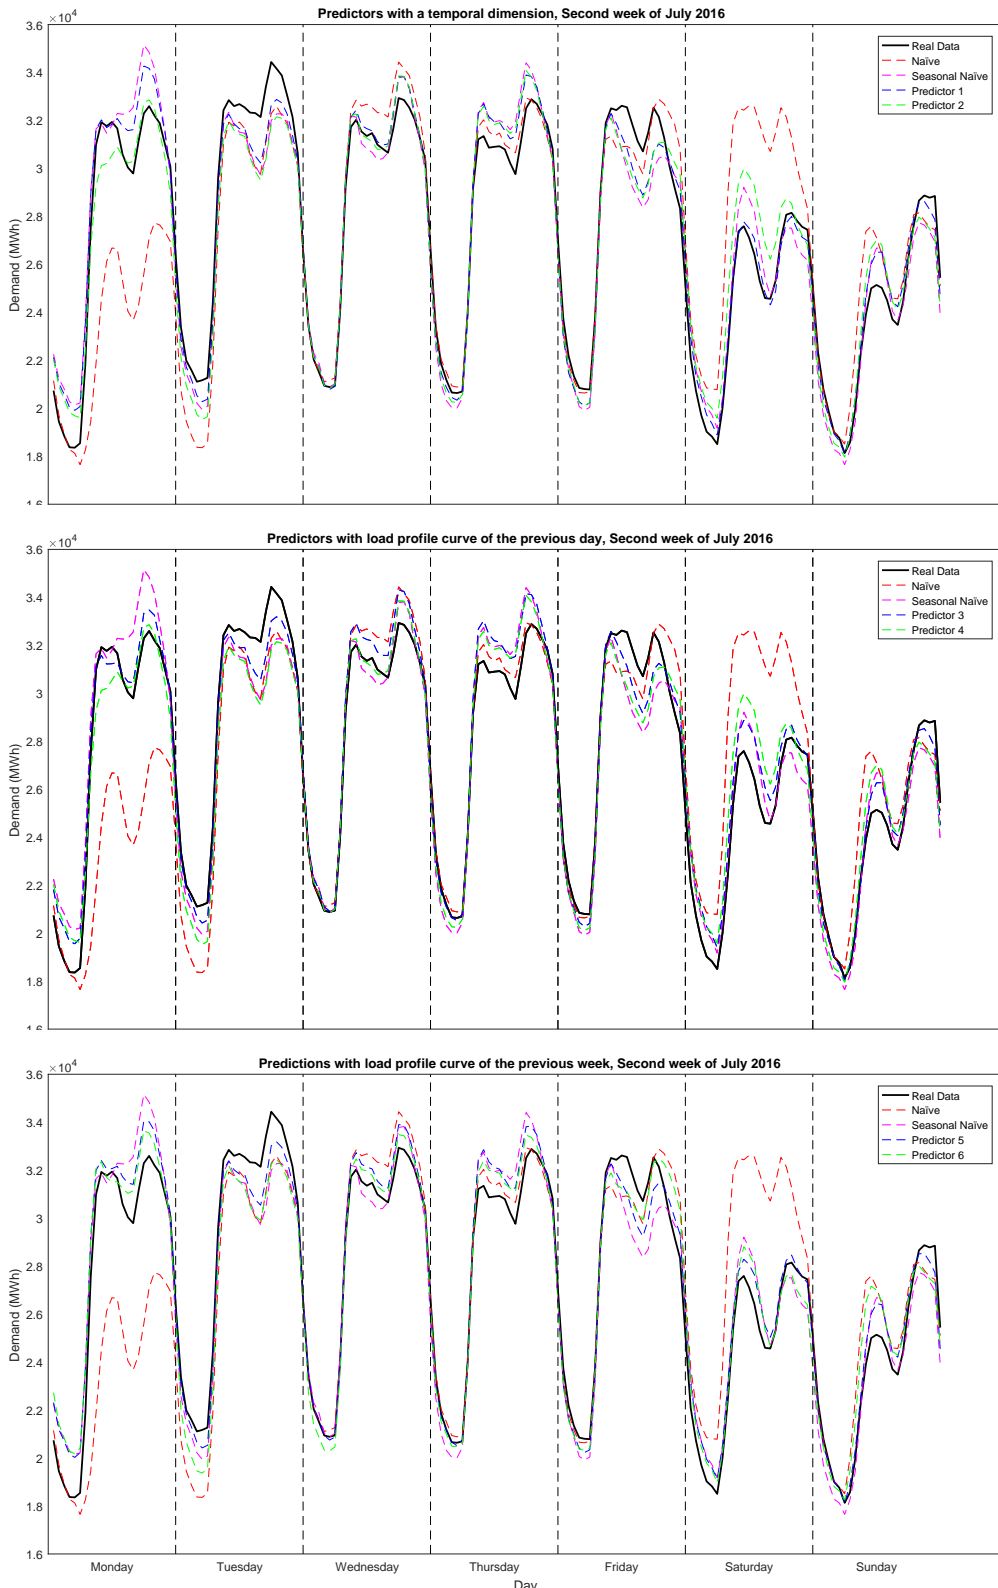 Predictors with a temporal dimension, Second week of July 2016
×10⁴
3.6
3.4
3.2
3
2.8
2.6
2.4
2.2
2
1.8
1.6
Demand (MWh)
Real Data
Naïve
Seasonal Naïve
Predictor 1
Predictor 2
Predictors with load profile curve of the previous day, Second week of July 2016
×10⁴
3.6
3.4
3.2
3
2.8
2.6
2.4
2.2
2
1.8
1.6
Demand (MWh)
Real Data
Naïve
Seasonal Naïve
Predictor 3
Predictor 4
Predictions with load profile curve of the previous week, Second week of July 2016
×10⁴
3.6
3.4
3.2
3
2.8
2.6
2.4
2.2
2
1.8
1.6
Demand (MWh)
Real Data
Naïve
Seasonal Naïve
Predictor 5
Predictor 6
Monday Tuesday Wednesday Thursday Friday Saturday Sunday
Day